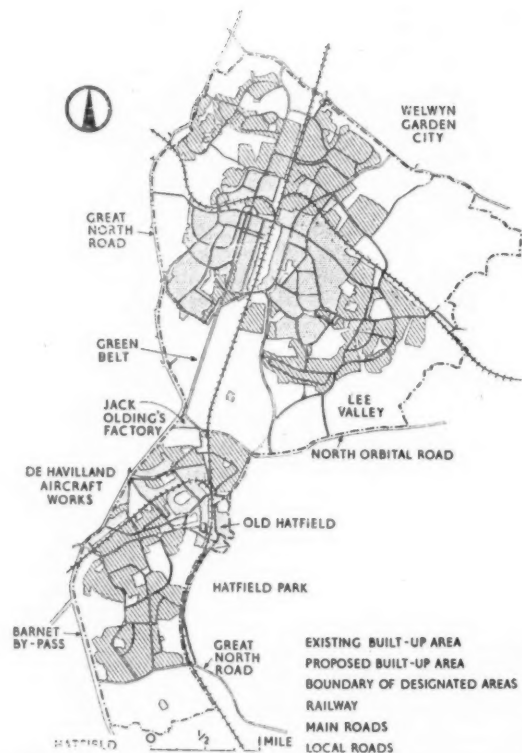 WELWYN
GARDEN
CITY
GREAT
NORTH
ROAD
GREEN
BELT
JACK
OLDING'S
FACTORY
LEE
VALLEY
NORTH ORBITAL ROAD
DE HAVILLAND
AIRCRAFT
WORKS
OLD HATFIELD
HATFIELD PARK
BARNET
BY-PASS
GREAT
NORTH
ROAD
EXISTING BUILT-UP AREA
PROPOSED BUILT-UP AREA
BOUNDARY OF DESIGNATED AREAS
RAILWAY
MAIN ROADS
LOCAL ROADS
HATFIELD 0 1/2 1 MILE